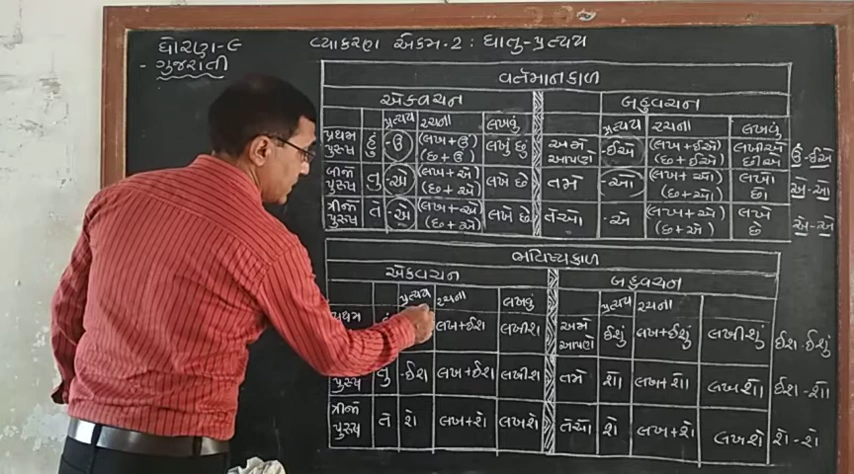 ધોરણ-૯
- ગુજરાતી
વ્યાકરણ એકમ-2 : ધાતુ-પ્રત્યય
વર્તમાનકાળ
એકવચન બહુવચન
પ્રત્યય રચના લખવું પ્રત્યય રચના લખવું
પ્રથમ પુરુષ હું -ઉં (લખ+ઉં) (છ+ઉં) લખું છું અમે આપણે -ઈએ (લખ+ઈએ) (છ+ઈએ) લખીએ છીએ ઉં-ઈએ
બીજો પુરુષ તું -એ (લખ+એ) (છ+એ) લખે છે તમે -ઓ (લખ+ઓ) (છ+ઓ) લખો છો એ-ઓ
ત્રીજો પુરુષ તે -એ (લખ+એ) (છ+એ) લખે છે તેઓ -એ (લખ+એ) (છ+એ) લખે છે એ-એ
ભવિષ્યકાળ
એકવચન બહુવચન
પ્રત્યય રચના લખવું પ્રત્યય રચના
પ્રથમ લખ+ઈશ લખીશ અમે આપણે ઈશું લખ+ઈશું લખીશું ઈશ-ઈશું
પુરુષ તું -ઈશ લખ+ઈશ લખીશ તમે શો લખ+શો લખશો ઈશ-શો
ત્રીજો પુરુષ તે શે લખ+શે લખશે તેઓ શે લખ+શે લખશે શે-શે